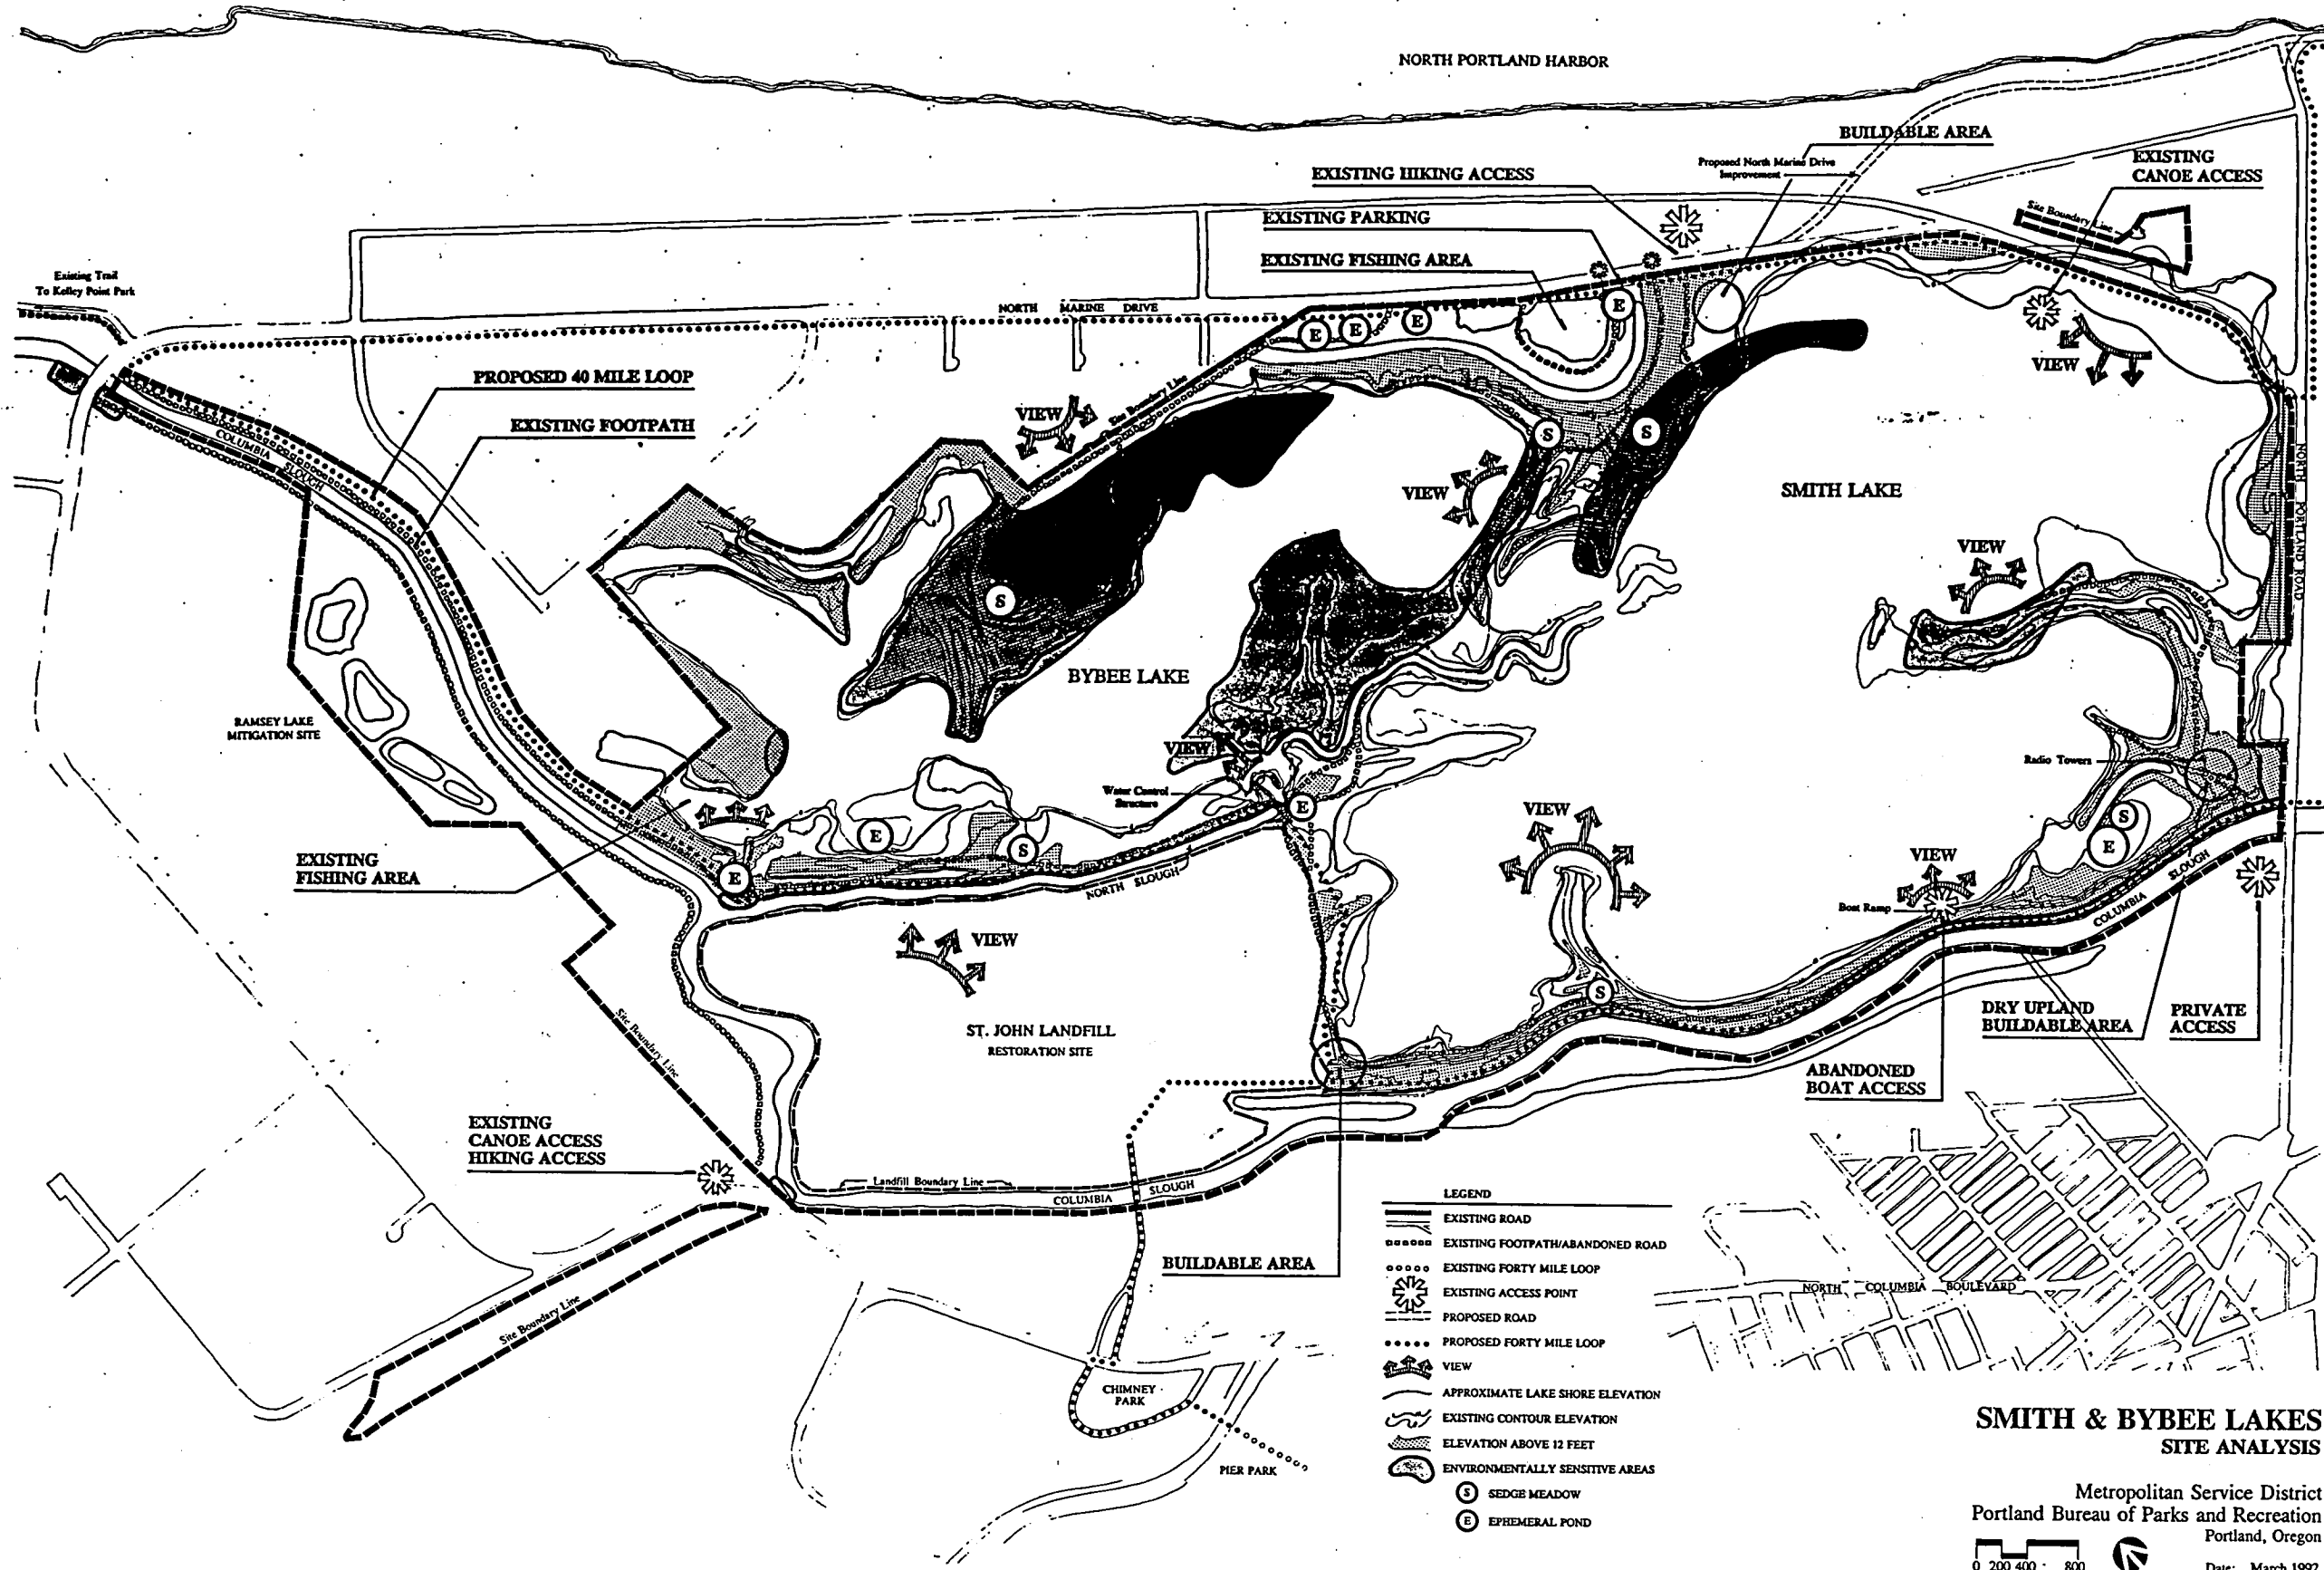 NORTH PORTLAND HARBOR
BUILDABLE AREA
Proposed North Marine Drive
Improvement
EXISTING
CANOE ACCESS
EXISTING HIKING ACCESS
EXISTING PARKING
EXISTING FISHING AREA
Site Boundary Line
Existing Trail
To Kelley Point Park
NORTH MARINE DRIVE
VIEW
PROPOSED 40 MILE LOOP
EXISTING FOOTPATH
VIEW
Site Boundary Line
COLUMBIA SLOUGH
E
E
E
E
S
S
VIEW
SMITH LAKE
NORTH PORTLAND ROAD
VIEW
S
BYBEE LAKE
RAMSEY LAKE
MITIGATION SITE
VIEW
Water Control
Structure
E
Radio Towers
VIEW
S
E
EXISTING
FISHING AREA
E
E
S
NORTH SLOUGH
VIEW
Boat Ramp
COLUMBIA SLOUGH
VIEW
S
ST. JOHN LANDFILL
RESTORATION SITE
Site Boundary Line
DRY UPLAND
BUILDABLE AREA
PRIVATE
ACCESS
ABANDONED
BOAT ACCESS
EXISTING
CANOE ACCESS
HIKING ACCESS
Landfill Boundary Line
COLUMBIA SLOUGH
BUILDABLE AREA
Site Boundary Line
CHIMNEY
PARK
PIER PARK
NORTH COLUMBIA BOULEVARD
LEGEND
EXISTING ROAD
EXISTING FOOTPATH/ABANDONED ROAD
EXISTING FORTY MILE LOOP
EXISTING ACCESS POINT
PROPOSED ROAD
PROPOSED FORTY MILE LOOP
VIEW
APPROXIMATE LAKE SHORE ELEVATION
EXISTING CONTOUR ELEVATION
ELEVATION ABOVE 12 FEET
ENVIRONMENTALLY SENSITIVE AREAS
S SEDGE MEADOW
E EPHEMERAL POND
SMITH & BYBEE LAKES
SITE ANALYSIS
Metropolitan Service District
Portland Bureau of Parks and Recreation
Portland, Oregon
0 200 400 800
Date: March 1992